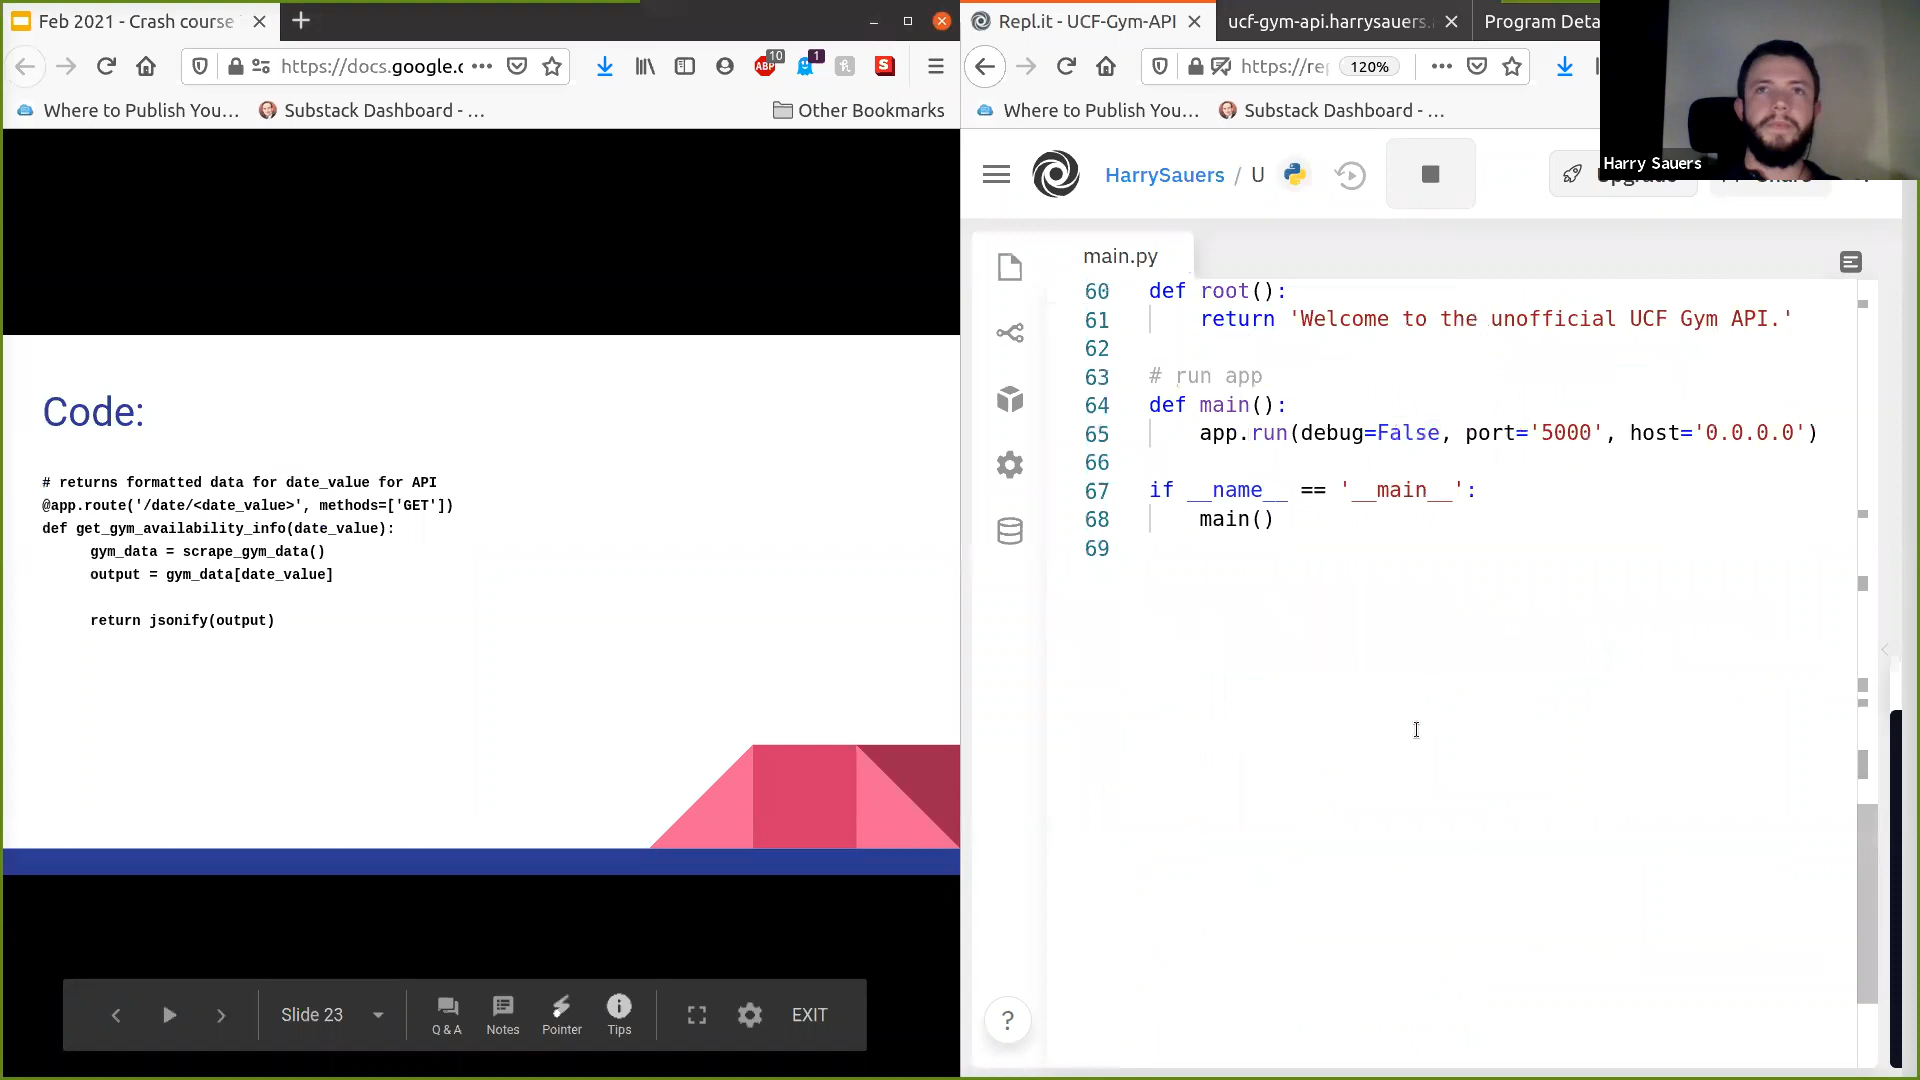 Feb 2021 - Crash course
https://docs.google.c
10
1
ABP
S
Where to Publish You...
Substack Dashboard - ...
Other Bookmarks
Code:
# returns formatted data for date_value for API
@app.route('/date/<date_value>', methods=['GET'])
def get_gym_availability_info(date_value):
gym_data = scrape_gym_data()
output = gym_data[date_value]
return jsonify(output)
Slide 23
Q & A
Notes
Pointer
Tips
EXIT
Repl.it - UCF-Gym-API
ucf-gym-api.harrysauers.
Program Deta
https://re
120%
Where to Publish You...
Substack Dashboard - ...
Harry Sauers
HarrySauers / U
main.py
60 def root():
61 return 'Welcome to the unofficial UCF Gym API.'
62
63 # run app
64 def main():
65 app.run(debug=False, port='5000', host='0.0.0.0')
66
67 if __name__ == '__main__':
68 main()
69
?